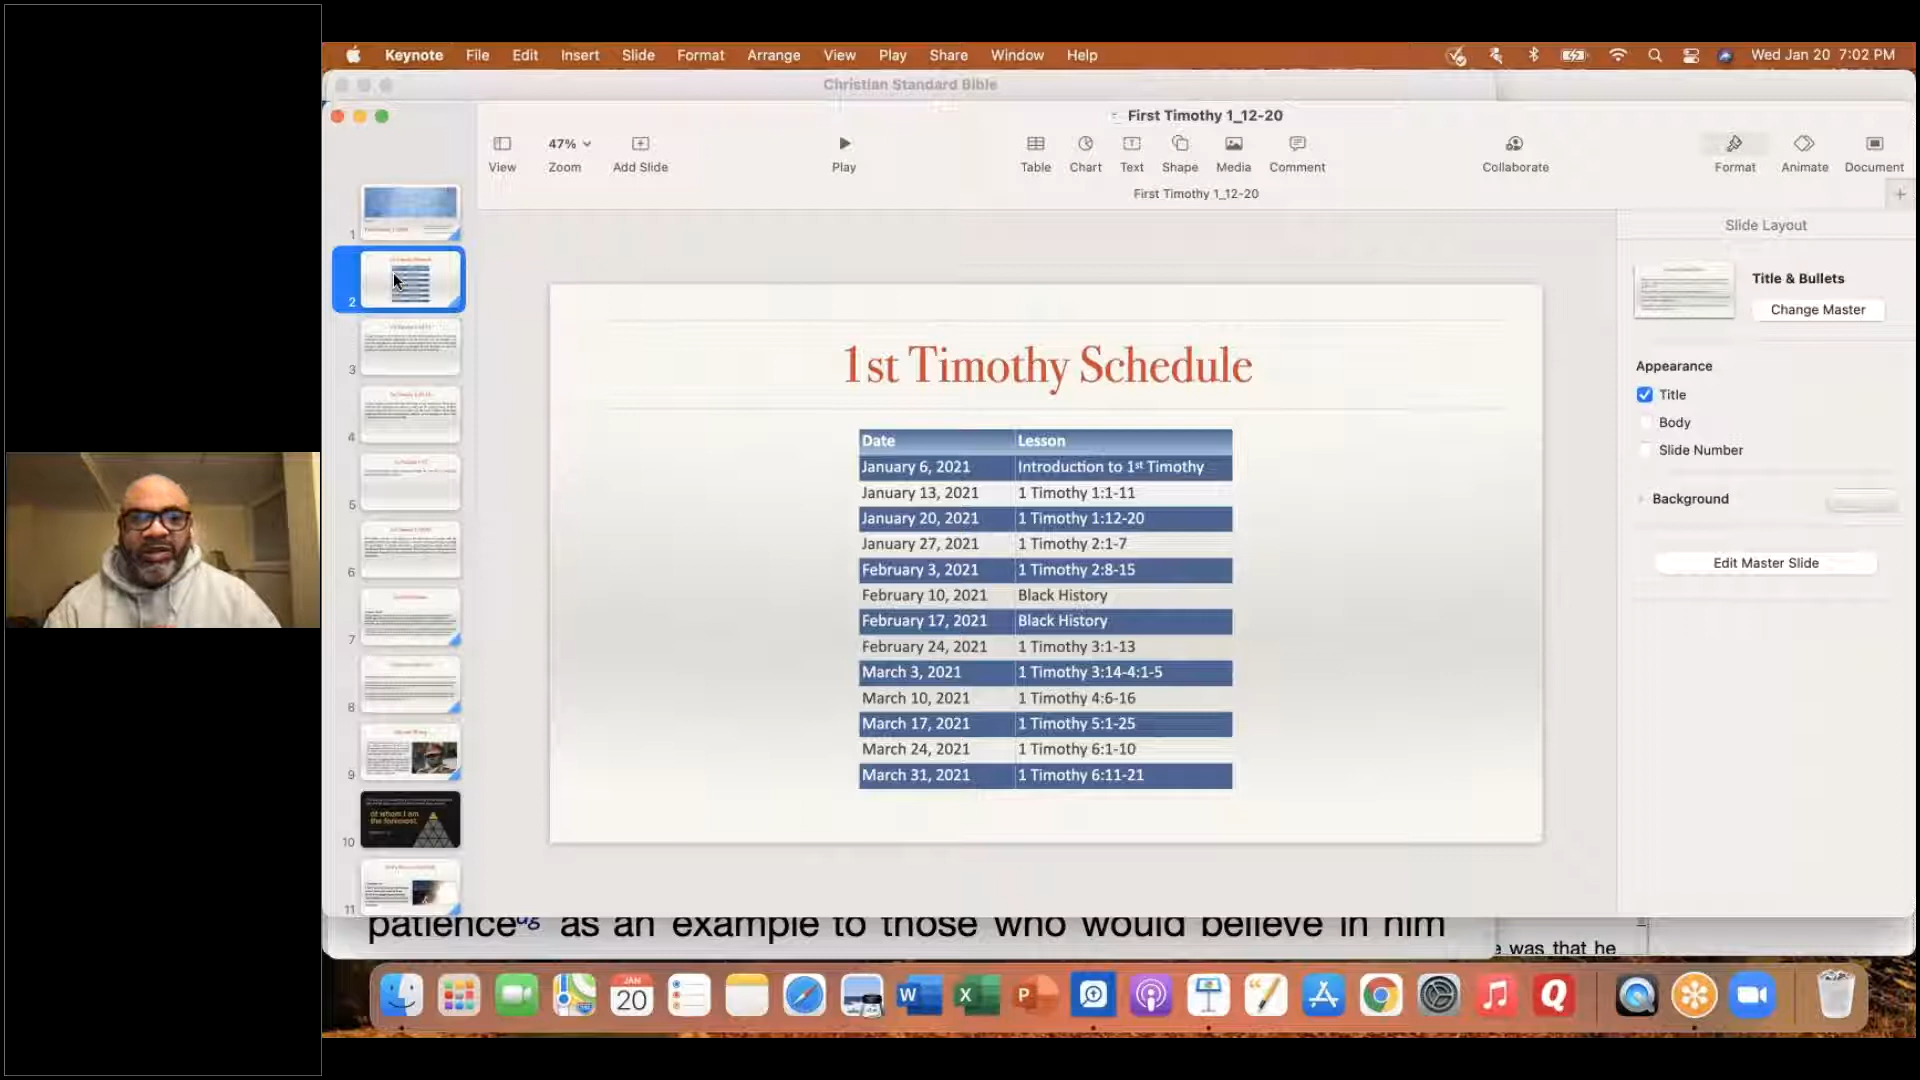 Keynote File Edit Insert Slide Format Arrange View Play Share Window Help Wed Jan 20 7:02 PM
Christian Standard Bible
First Timothy 1_12-20
47%
View Zoom Add Slide Play Table Chart Text Shape Media Comment Collaborate Format Animate Document
First Timothy 1_12-20
Slide Layout
Title & Bullets
Change Master
Appearance
Title
Body
Slide Number
Background
Edit Master Slide
1
2
3
4
5
6
7
8
9
10
11
of whom I am
the foremost.
1st Timothy Schedule
Date Lesson
January 6, 2021 Introduction to 1st Timothy
January 13, 2021 1 Timothy 1:1-11
January 20, 2021 1 Timothy 1:12-20
January 27, 2021 1 Timothy 2:1-7
February 3, 2021 1 Timothy 2:8-15
February 10, 2021 Black History
February 17, 2021 Black History
February 24, 2021 1 Timothy 3:1-13
March 3, 2021 1 Timothy 3:14-4:1-5
March 10, 2021 1 Timothy 4:6-16
March 17, 2021 1 Timothy 5:1-25
March 24, 2021 1 Timothy 6:1-10
March 31, 2021 1 Timothy 6:11-21
patience ug as an example to those who would believe in him
e was that he
JAN
20
W
X
P
Q